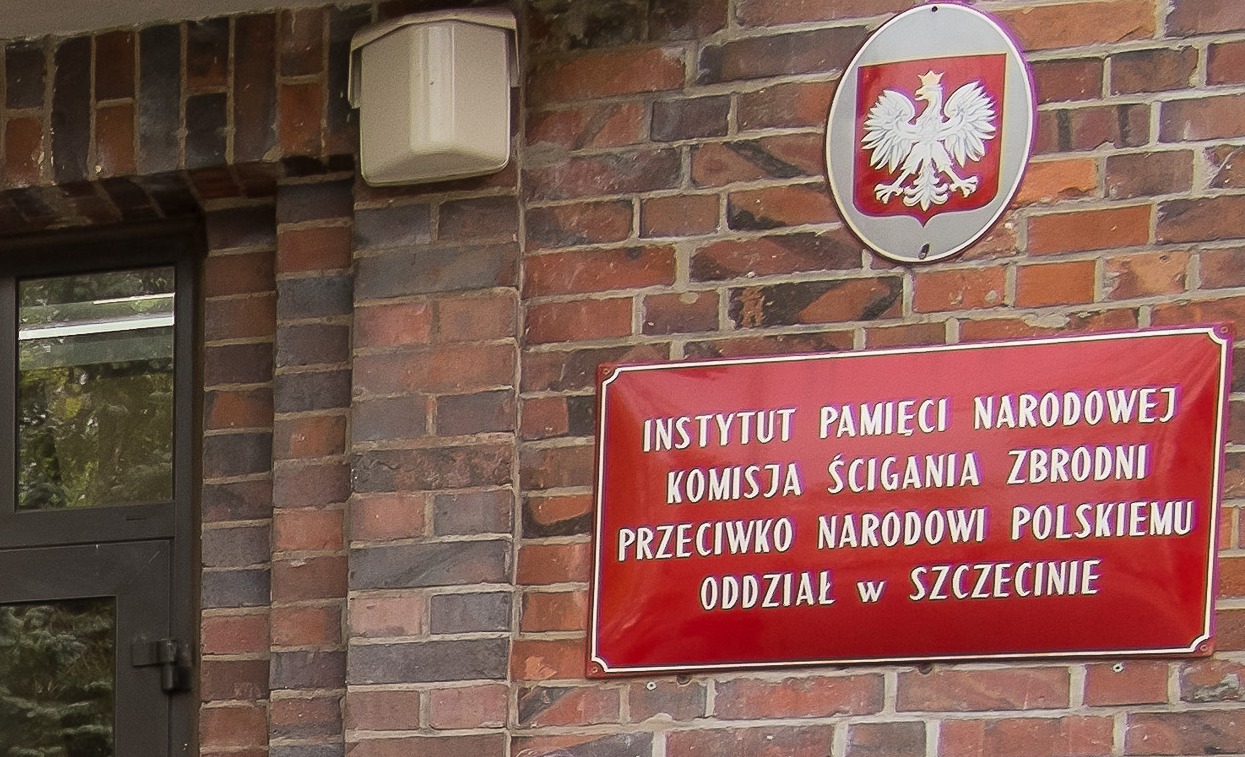 INSTYTUT PAMIĘCI NARODOWEJ
KOMISJA ŚCIGANIA ZBRODNI
PRZECIWKO NARODOWI POLSKIEMU
ODDZIAŁ w SZCZECINIE